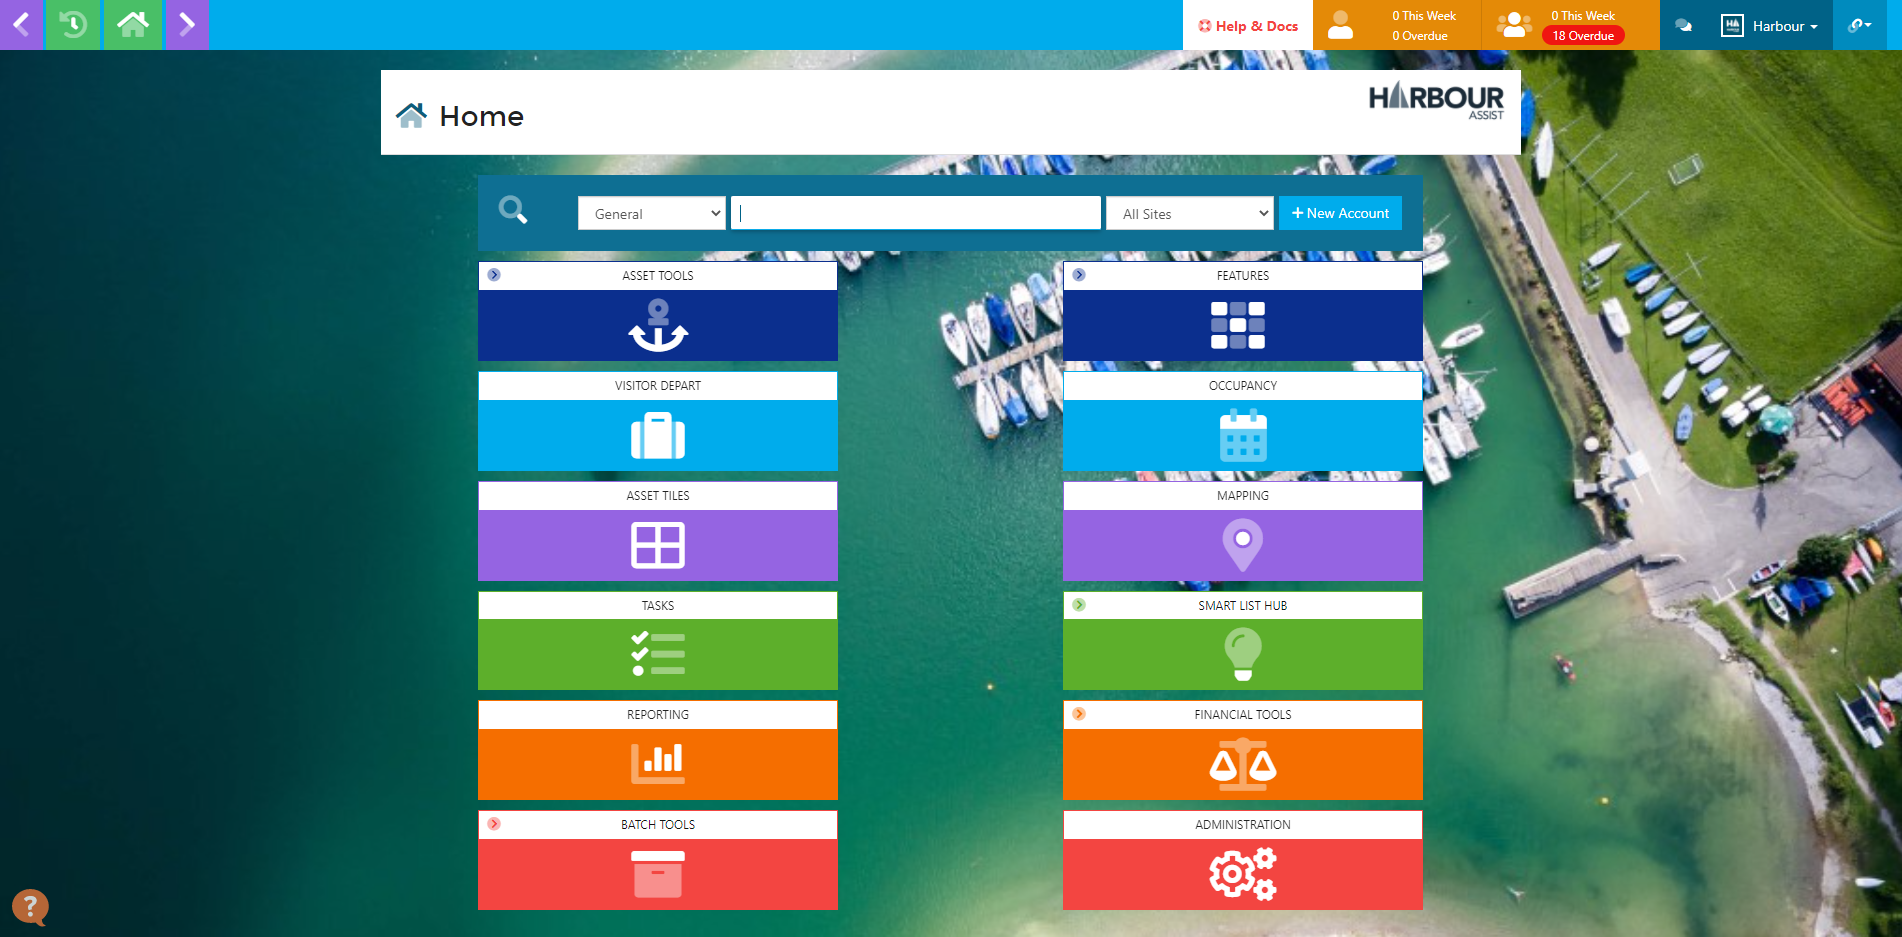 Help & Docs
0 This Week
0 Overdue
0 This Week
18 Overdue
Harbour
Home
HARBOUR
ASSIST
General
All Sites
New Account
ASSET TOOLS
FEATURES
VISITOR DEPART
OCCUPANCY
ASSET TILES
MAPPING
TASKS
SMART LIST HUB
REPORTING
FINANCIAL TOOLS
BATCH TOOLS
ADMINISTRATION
?